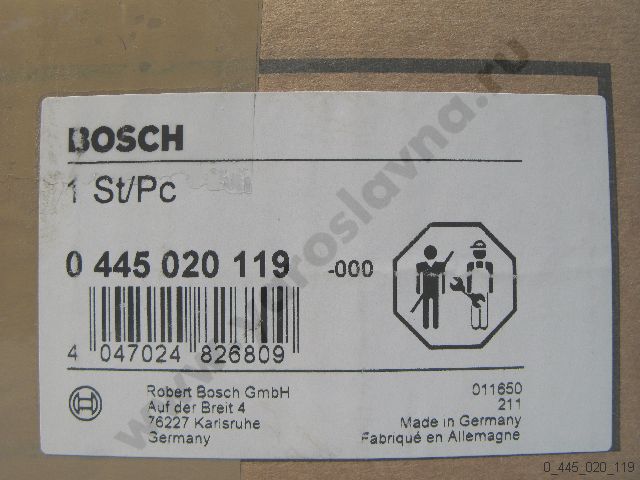 BOSCH
1 St/Pc
0 445 020 119 -000
4 047024 826809
Robert Bosch GmbH
Auf der Breit 4
76227 Karlsruhe
Germany
011650
211
Made in Germany
Fabriqué en Allemagne
www.yaroslavna.ru
0_445_020_119